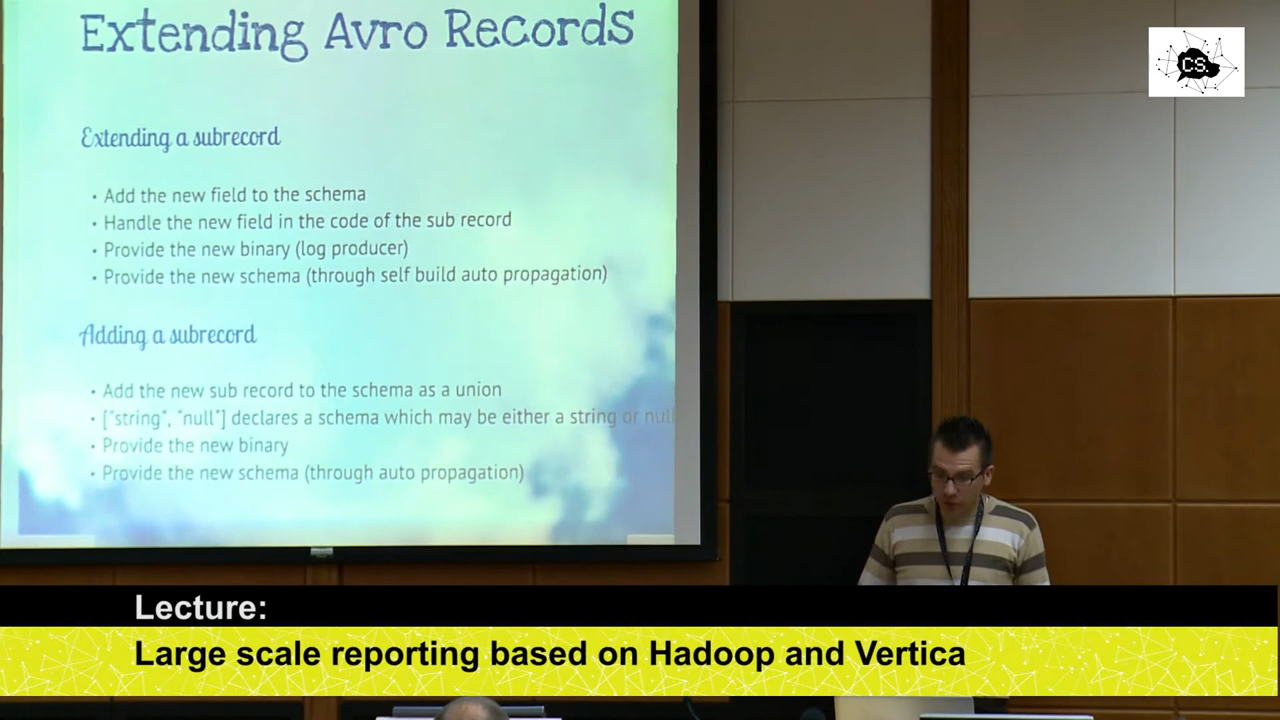 Extending Avro Records
CS.
Extending a subrecord
• Add the new field to the schema
• Handle the new field in the code of the sub record
• Provide the new binary (log producer)
• Provide the new schema (through self build auto propagation)
Adding a subrecord
• Add the new sub record to the schema as a union
• ["string", "null"] declares a schema which may be either a string or null
• Provide the new binary
• Provide the new schema (through auto propagation)
Lecture:
Large scale reporting based on Hadoop and Vertica